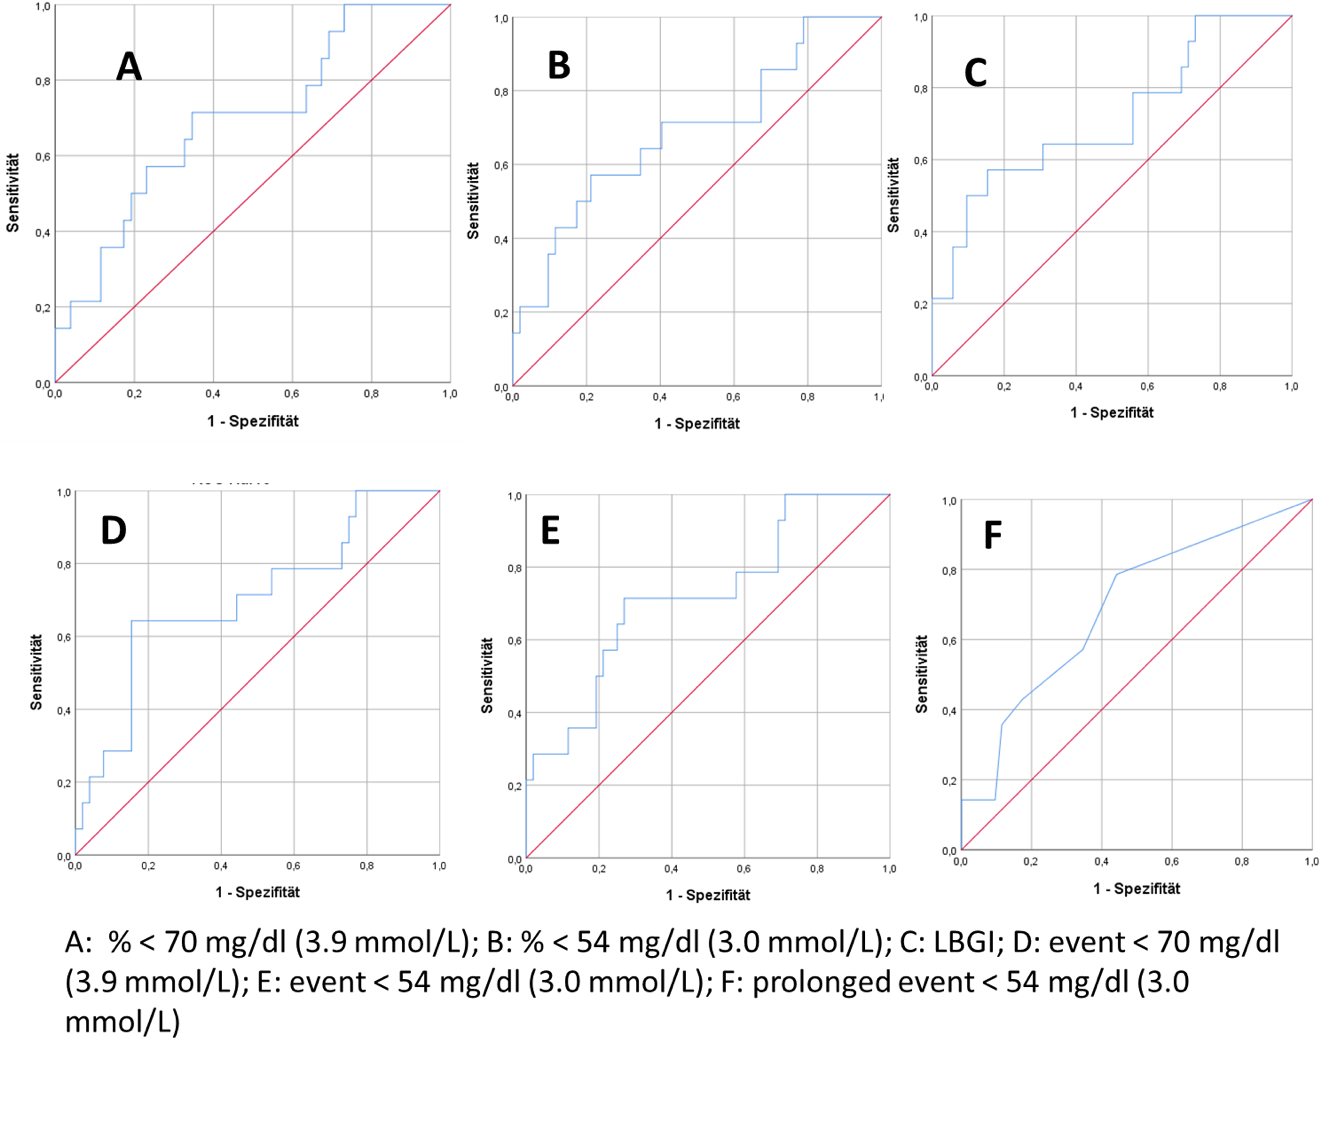 A
Sensitivität
1,0
0,8
0,6
0,4
0,2
0,0
0,0 0,2 0,4 0,6 0,8 1,0
1 - Spezifität
B
Sensitivität
1,0
0,8
0,6
0,4
0,2
0,0
0,0 0,2 0,4 0,6 0,8
1 - Spezifität
C
Sensitivität
1,0
0,8
0,6
0,4
0,2
0,0
0,0 0,2 0,4 0,6 0,8 1,0
1 - Spezifität
D
Sensitivität
1,0
0,8
0,6
0,4
0,2
0,0
0,0 0,2 0,4 0,6 0,8 1,0
1 - Spezifität
E
Sensitivität
1,0
0,8
0,6
0,4
0,2
0,0
0,0 0,2 0,4 0,6 0,8 1,0
1 - Spezifität
F
Sensitivität
1,0
0,8
0,6
0,4
0,2
0,0
0,0 0,2 0,4 0,6 0,8 1,0
1 - Spezifität
A: % < 70 mg/dl (3.9 mmol/L); B: % < 54 mg/dl (3.0 mmol/L); C: LBGI; D: event < 70 mg/dl
(3.9 mmol/L); E: event < 54 mg/dl (3.0 mmol/L); F: prolonged event < 54 mg/dl (3.0
mmol/L)